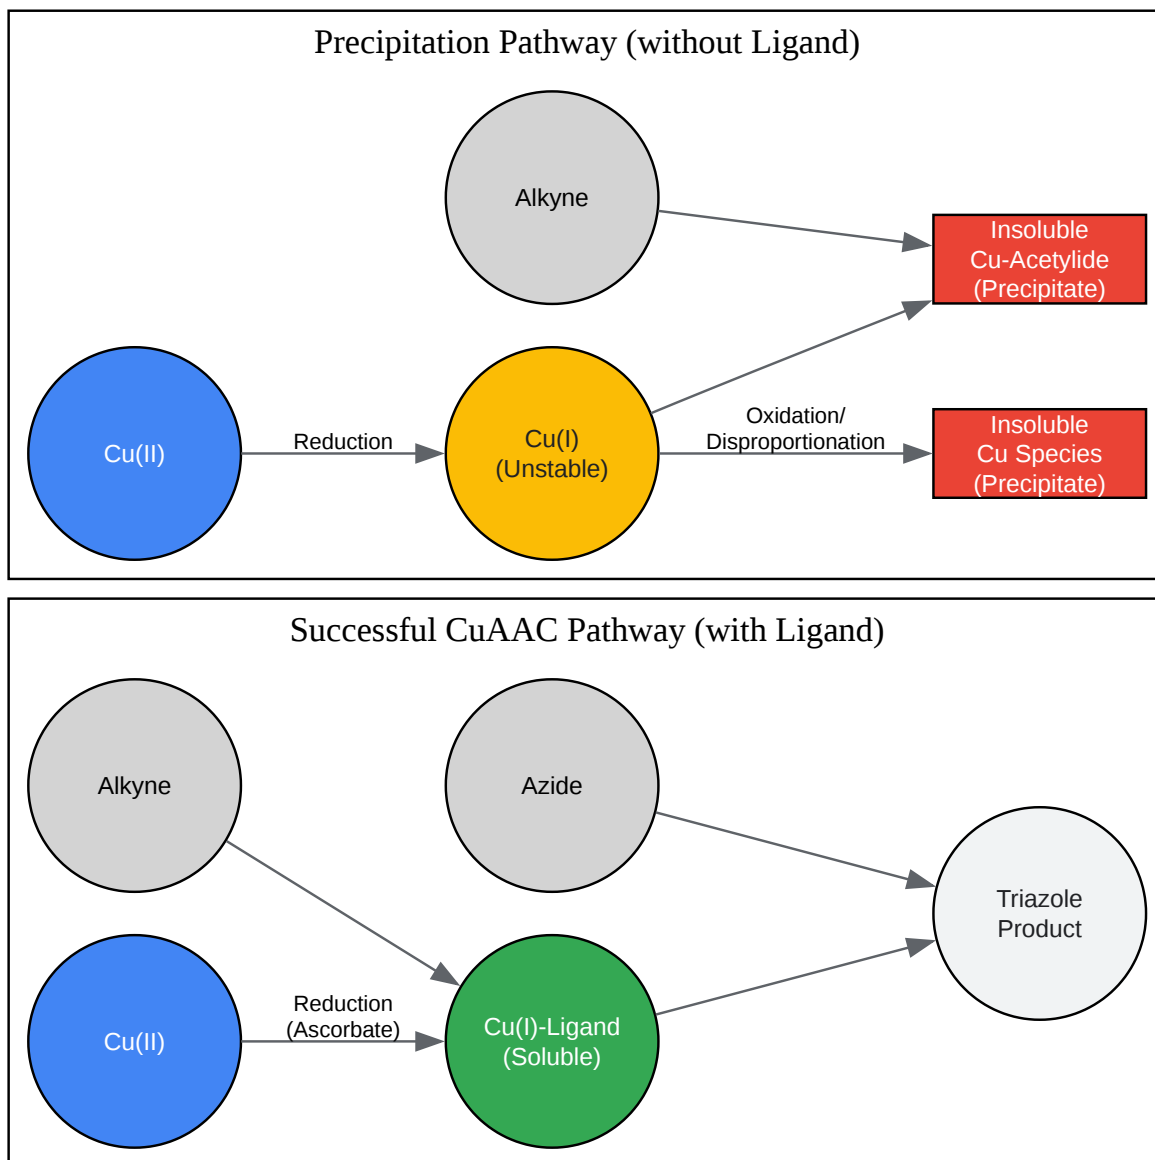 Precipitation Pathway (without Ligand)
Alkyne
Insoluble
Cu-Acetylide
(Precipitate)
Cu(II)
Reduction
Cu(I)
(Unstable)
Oxidation/
Disproportionation
Insoluble
Cu Species
(Precipitate)
Successful CuAAC Pathway (with Ligand)
Alkyne
Azide
Triazole
Product
Cu(II)
Reduction
(Ascorbate)
Cu(I)-Ligand
(Soluble)